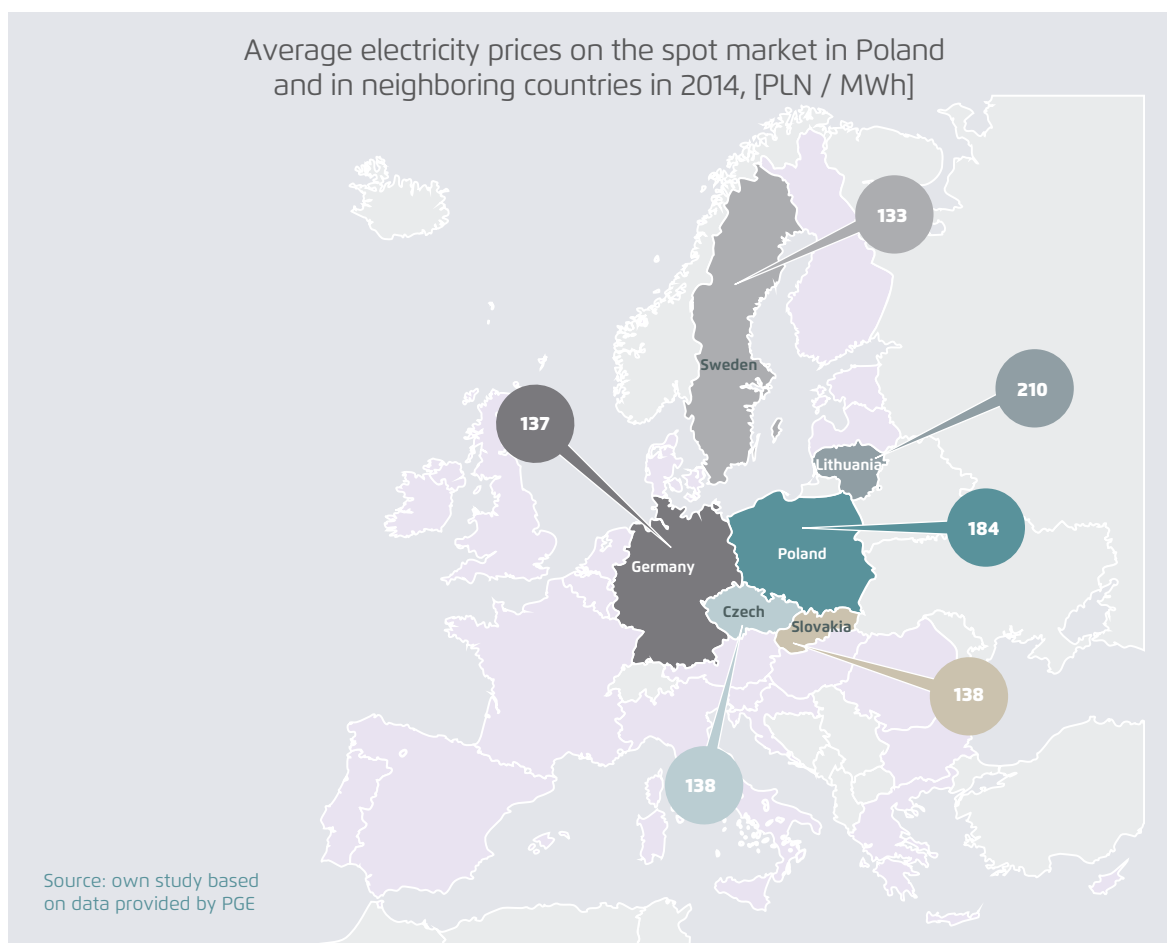 Average electricity prices on the spot market in Poland
and in neighboring countries in 2014, [PLN / MWh]
133
Sweden
210
137
Lithuania
184
Poland
Germany
Czech
Slovakia
138
138
Source: own study based
on data provided by PGE